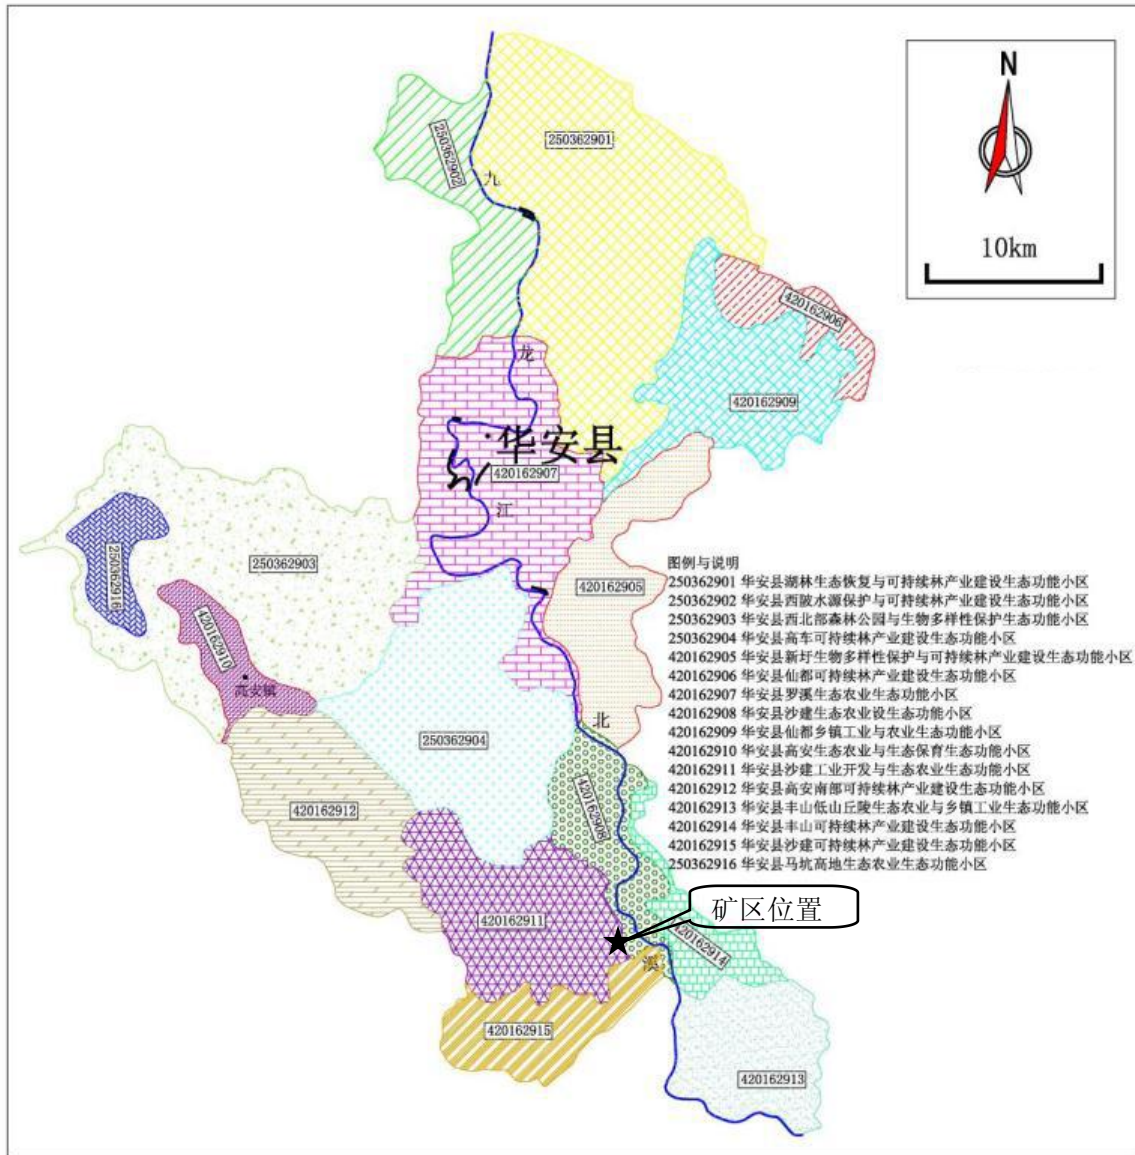 N
10km
250362901
250362902
九
420162906
龙
420162909
华安县
420162907
江
250362903
250362916
420162905
420162910
高安镇
北
250362904
420162908
420162912
420162911
矿区位置
420162914
溪
420162915
420162913
图例与说明
250362901 华安县湖林生态恢复与可持续林产业建设生态功能小区
250362902 华安县西陂水源保护与可持续林产业建设生态功能小区
250362903 华安县西北部森林公园与生物多样性保护生态功能小区
250362904 华安县高车可持续林产业建设生态功能小区
420162905 华安县新圩生物多样性保护与可持续林产业建设生态功能小区
420162906 华安县仙都可持续林产业建设生态功能小区
420162907 华安县罗溪生态农业生态功能小区
420162908 华安县沙建生态农业设生态功能小区
420162909 华安县仙都乡镇工业与农业生态功能小区
420162910 华安县高安生态农业与生态保育生态功能小区
420162911 华安县沙建工业开发与生态农业生态功能小区
420162912 华安县高安南部可持续林产业建设生态功能小区
420162913 华安县丰山低山丘陵生态农业与乡镇工业生态功能小区
420162914 华安县丰山可持续林产业建设生态功能小区
420162915 华安县沙建可持续林产业建设生态功能小区
250362916 华安县马坑高地生态农业生态功能小区